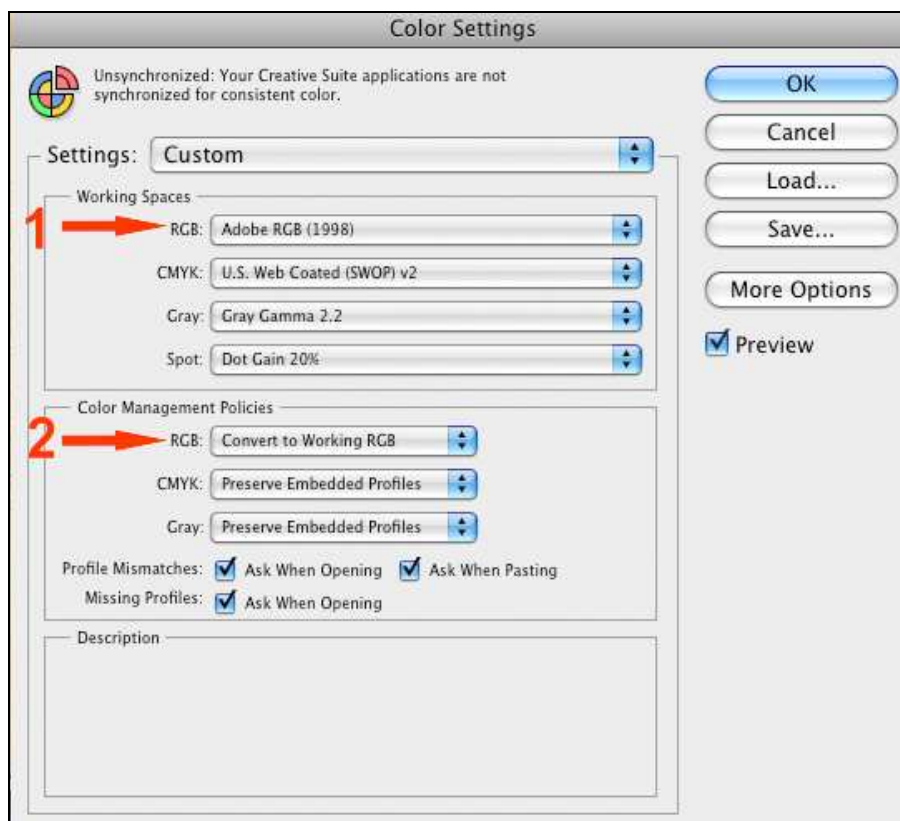 Color Settings
Unsynchronized: Your Creative Suite applications are not
synchronized for consistent color.
OK
Cancel
Load...
Save...
More Options
Preview
Settings: Custom
Working Spaces
1 RGB: Adobe RGB (1998)
CMYK: U.S. Web Coated (SWOP) v2
Gray: Gray Gamma 2.2
Spot: Dot Gain 20%
Color Management Policies
2 RGB: Convert to Working RGB
CMYK: Preserve Embedded Profiles
Gray: Preserve Embedded Profiles
Profile Mismatches: Ask When Opening Ask When Pasting
Missing Profiles: Ask When Opening
Description